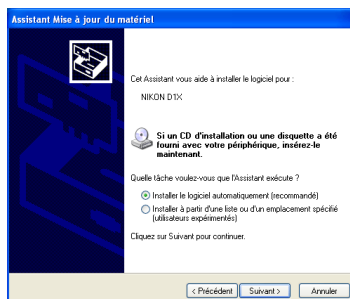 Assistant Mise à jour du matériel
Cet Assistant vous aide à installer le logiciel pour :
NIKON D1X
Si un CD d'installation ou une disquette a été
fourni avec votre périphérique, insérez-le
maintenant.
Quelle tâche voulez-vous que l'Assistant exécute ?
Installer le logiciel automatiquement (recommandé)
Installer à partir d'une liste ou d'un emplacement spécifié
(utilisateurs expérimentés)
Cliquez sur Suivant pour continuer.
< Précédent
Suivant >
Annuler